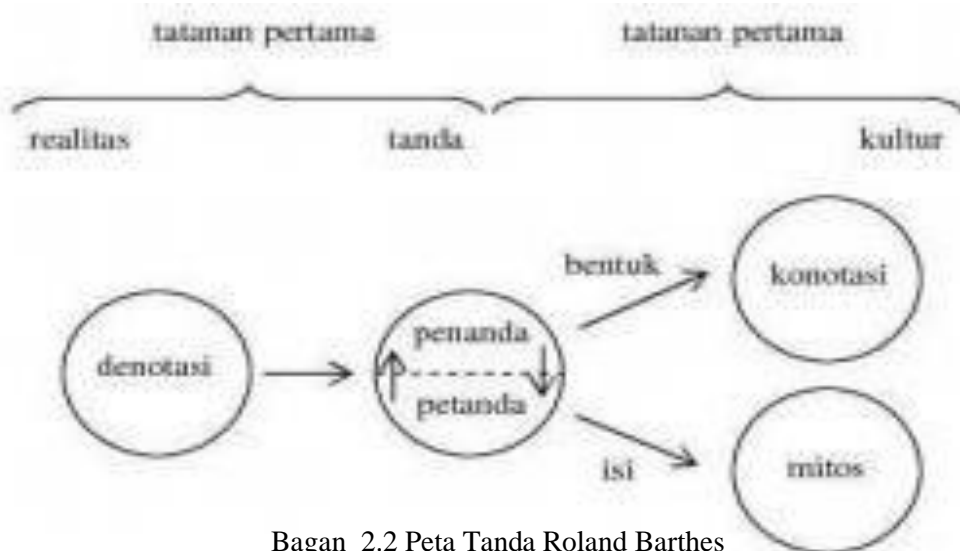 tatanan pertama tatanan pertama
realitas tanda kultur
bentuk konotasi
denotasi penanda
petanda
isi mitos
Bagan 2.2 Peta Tanda Roland Barthes